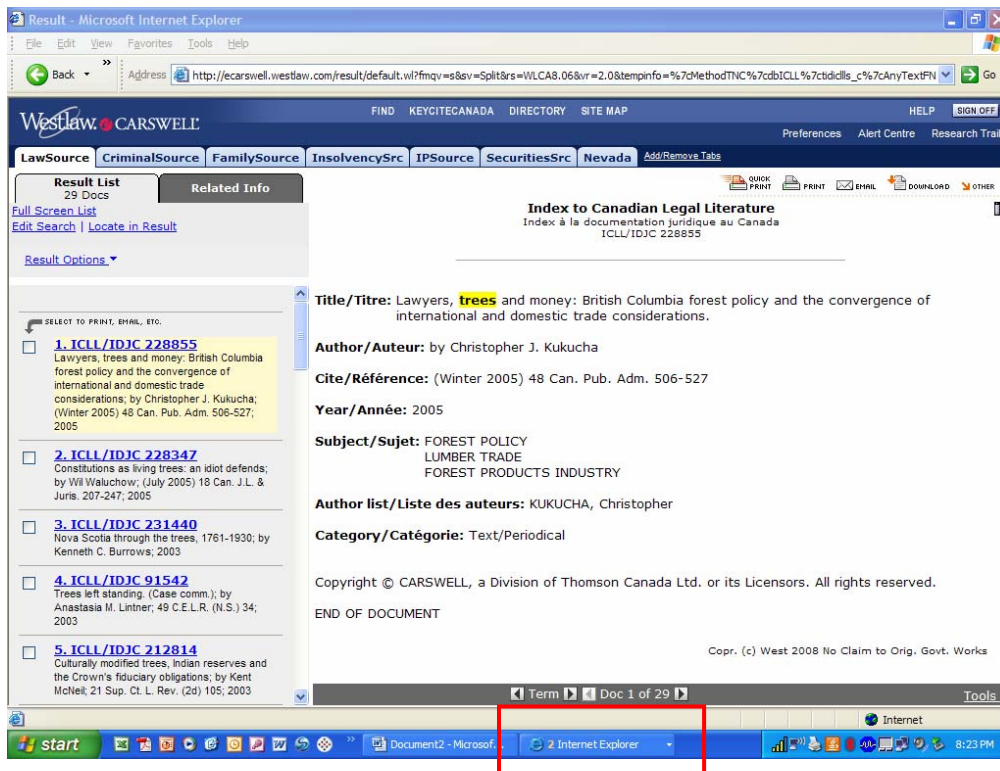 Result - Microsoft Internet Explorer
File Edit View Favorites Tools Help
Back » Address http://ecarswell.westlaw.com/result/default.wl?fmqv=s&sv=Split&rs=WLCA8.06&vr=2.0&tempinfo=%7cMethodTNC%7cdbICLL%7ctidiclls_c%7cAnyTextFN Go
Westlaw. CARSWELL
FIND KEYCITECANADA DIRECTORY SITE MAP HELP SIGN OFF
Preferences Alert Centre Research Trail
LawSource CriminalSource FamilySource InsolvencySrc IPSource SecuritiesSrc Nevada Add/Remove Tabs
Result List
29 Docs
Related Info
Full Screen List
Edit Search | Locate in Result
Result Options
SELECT TO PRINT, EMAIL, ETC.
1. ICLL/IDJC 228855
Lawyers, trees and money: British Columbia
forest policy and the convergence of
international and domestic trade
considerations; by Christopher J. Kukucha;
(Winter 2005) 48 Can. Pub. Adm. 506-527;
2005
2. ICLL/IDJC 228347
Constitutions as living trees: an idiot defends;
by Wil Waluchow; (July 2005) 18 Can. J.L. &
Juris. 207-247; 2005
3. ICLL/IDJC 231440
Nova Scotia through the trees, 1761-1930; by
Kenneth C. Burrows; 2003
4. ICLL/IDJC 91542
Trees left standing. (Case comm.); by
Anastasia M. Lintner; 49 C.E.L.R. (N.S.) 34;
2003
5. ICLL/IDJC 212814
Culturally modified trees, Indian reserves and
the Crown's fiduciary obligations; by Kent
McNeil; 21 Sup. Ct. L. Rev. (2d) 105; 2003
QUICK PRINT PRINT EMAIL DOWNLOAD OTHER
Index to Canadian Legal Literature
Index à la documentation juridique au Canada
ICLL/IDJC 228855
Title/Titre: Lawyers, trees and money: British Columbia forest policy and the convergence of
international and domestic trade considerations.
Author/Auteur: by Christopher J. Kukucha
Cite/Référence: (Winter 2005) 48 Can. Pub. Adm. 506-527
Year/Année: 2005
Subject/Sujet: FOREST POLICY
LUMBER TRADE
FOREST PRODUCTS INDUSTRY
Author list/Liste des auteurs: KUKUCHA, Christopher
Category/Catégorie: Text/Periodical
Copyright © CARSWELL, a Division of Thomson Canada Ltd. or its Licensors. All rights reserved.
END OF DOCUMENT
Copr. (c) West 2008 No Claim to Orig. Govt. Works
Term Doc 1 of 29 Tools
Internet
start » Document2 - Microsof... 2 Internet Explorer 8:23 PM